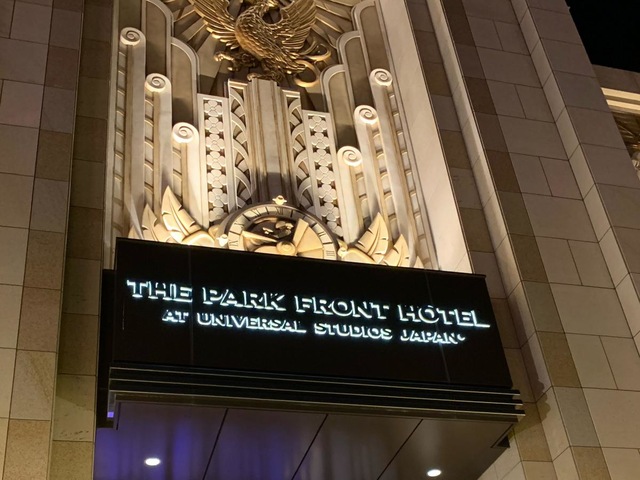 THE PARK FRONT HOTEL
AT UNIVERSAL STUDIOS JAPAN